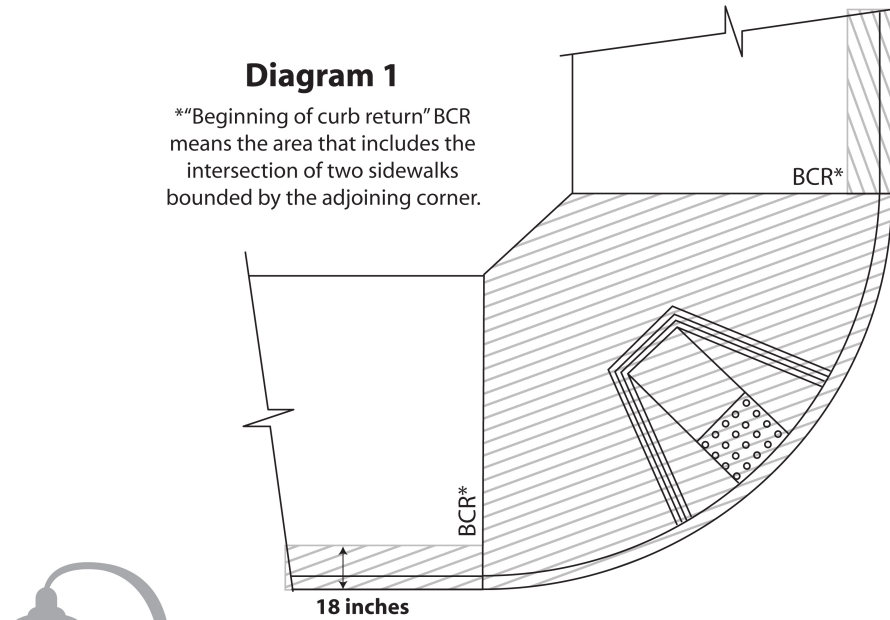 Diagram 1
*“Beginning of curb return” BCR
means the area that includes the
intersection of two sidewalks
bounded by the adjoining corner.
BCR*
BCR*
18 inches